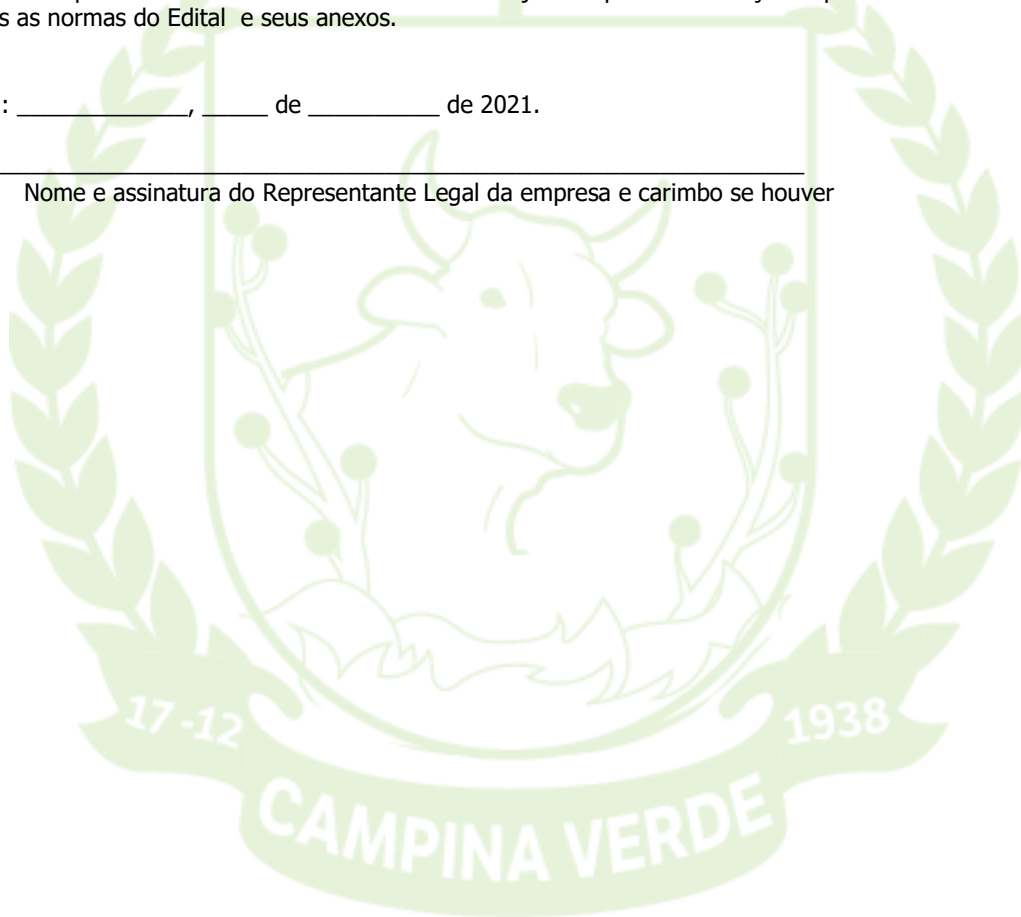 s as normas do Edital e seus anexos.
: _____________, _____ de __________ de 2021.
Nome e assinatura do Representante Legal da empresa e carimbo se houver
17-12
1938
CAMPINA VERDE